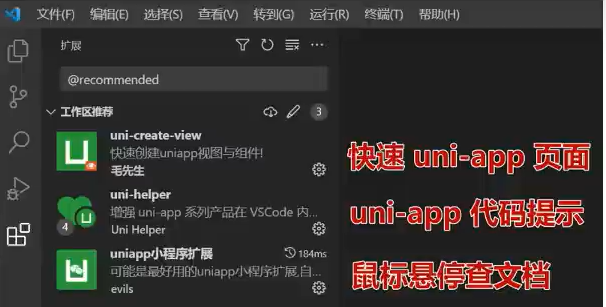 文件(F) 编辑(E) 选择(S) 查看(V) 转到(G) 运行(R) 终端(T) 帮助(H)
扩展
@recommended
工作区推荐 3
uni-create-view
快速创建uniapp视图与组件!
毛先生
uni-helper
增强 uni-app 系列产品在 VSCode 内...
Uni Helper
4
uniapp小程序扩展 184ms
可能是最好用的uniapp小程序扩展,自...
evils
快速 uni-app 页面
uni-app 代码提示
鼠标悬停查文档